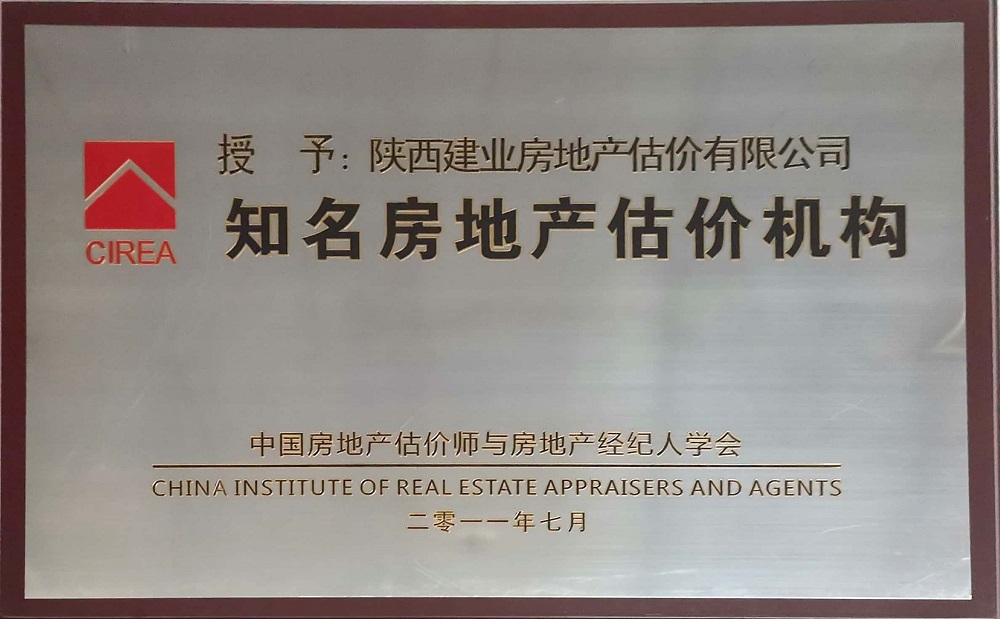 授 予：陕西建业房地产估价有限公司
知名房地产估价机构
CIREA
中国房地产估价师与房地产经纪人学会
CHINA INSTITUTE OF REAL ESTATE APPRAISERS AND AGENTS
二零一一年七月